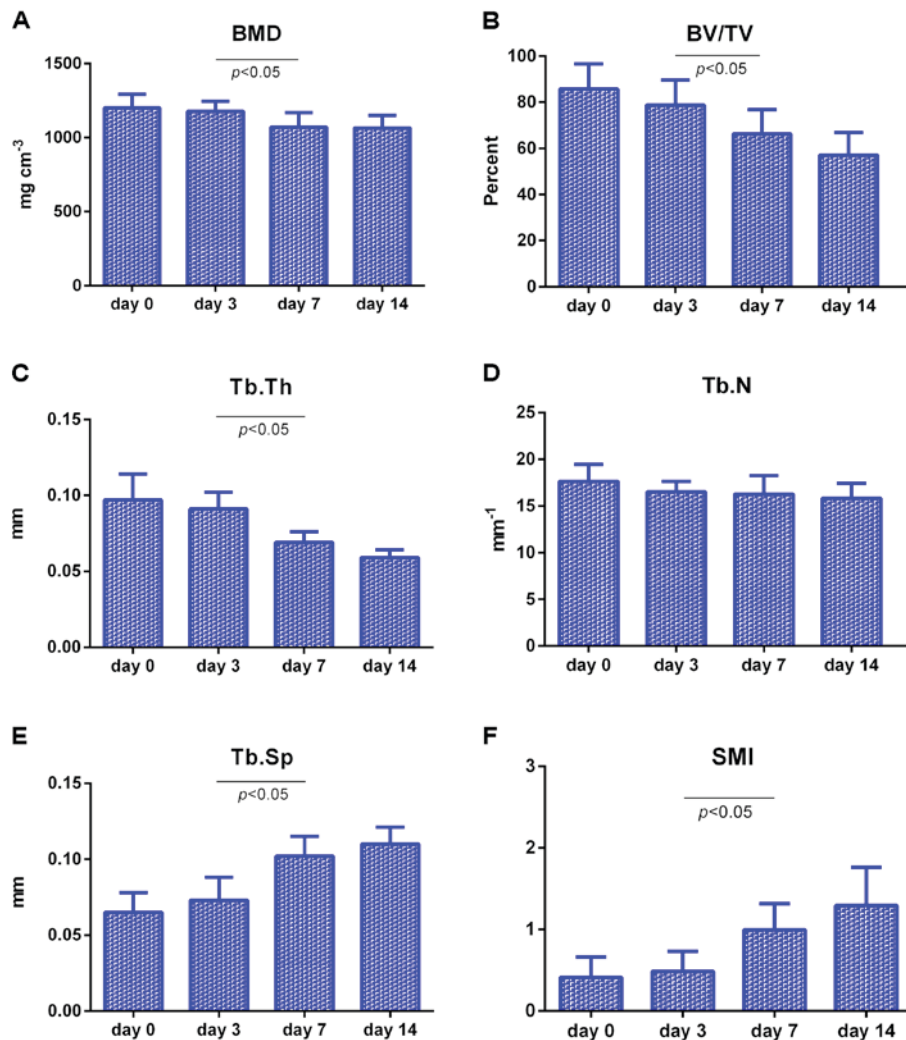 A
BMD
1500
1000
500
0
mg cm⁻³
p<0.05
day 0 day 3 day 7 day 14
B
BV/TV
100
80
60
40
20
0
Percent
p<0.05
day 0 day 3 day 7 day 14
C
Tb.Th
0.15
0.10
0.05
0.00
mm
p<0.05
day 0 day 3 day 7 day 14
D
Tb.N
25
20
15
10
5
0
mm⁻¹
day 0 day 3 day 7 day 14
E
Tb.Sp
0.15
0.10
0.05
0.00
mm
p<0.05
day 0 day 3 day 7 day 14
F
SMI
3
2
1
0
p<0.05
day 0 day 3 day 7 day 14